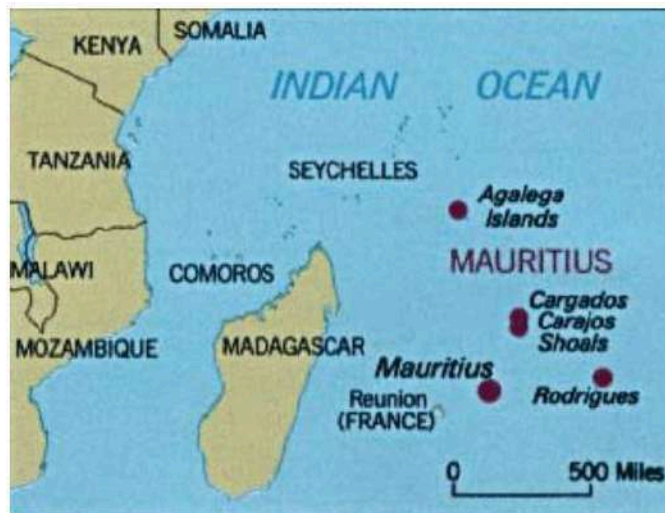 SOMALIA
KENYA
INDIAN OCEAN
TANZANIA
SEYCHELLES
Agalega
Islands
MALAWI
COMOROS
MAURITIUS
Cargados
Carajos
Shoals
MOZAMBIQUE
MADAGASCAR
Mauritius
Reunion
(FRANCE)
Rodrigues
0 500 Miles